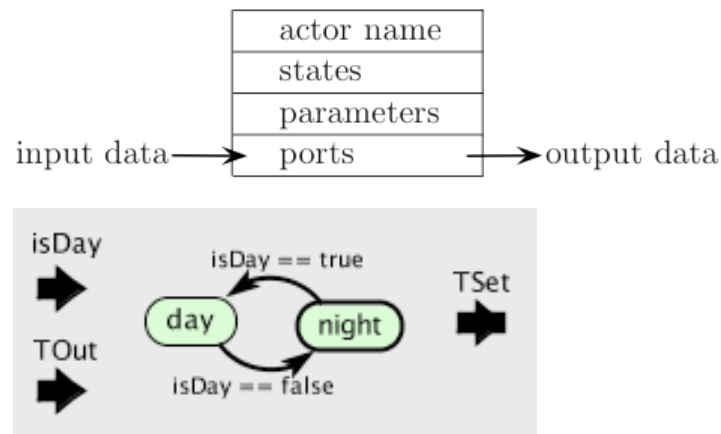 actor name
states
parameters
input data ports output data
isDay
isDay == true
TSet
day night
TOut
isDay == false